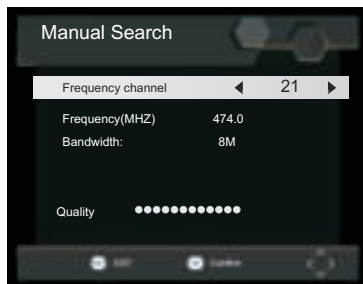 Manual Search
Frequency channel 21
Frequency(MHZ) 474.0
Bandwidth: 8M
Quality